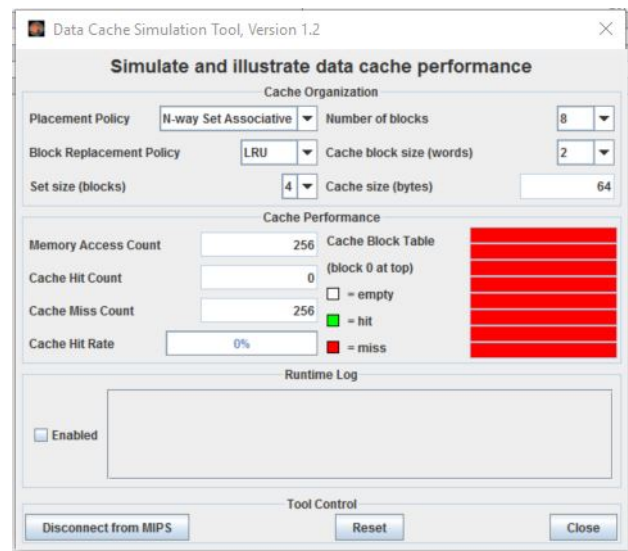 Data Cache Simulation Tool, Version 1.2
Simulate and illustrate data cache performance
Cache Organization
Placement Policy N-way Set Associative Number of blocks 8
Block Replacement Policy LRU Cache block size (words) 2
Set size (blocks) 4 Cache size (bytes) 64
Cache Performance
Memory Access Count 256 Cache Block Table
Cache Hit Count 0 (block 0 at top)
= empty
Cache Miss Count 256
= hit
Cache Hit Rate 0% = miss
Runtime Log
Enabled
Tool Control
Disconnect from MIPS Reset Close